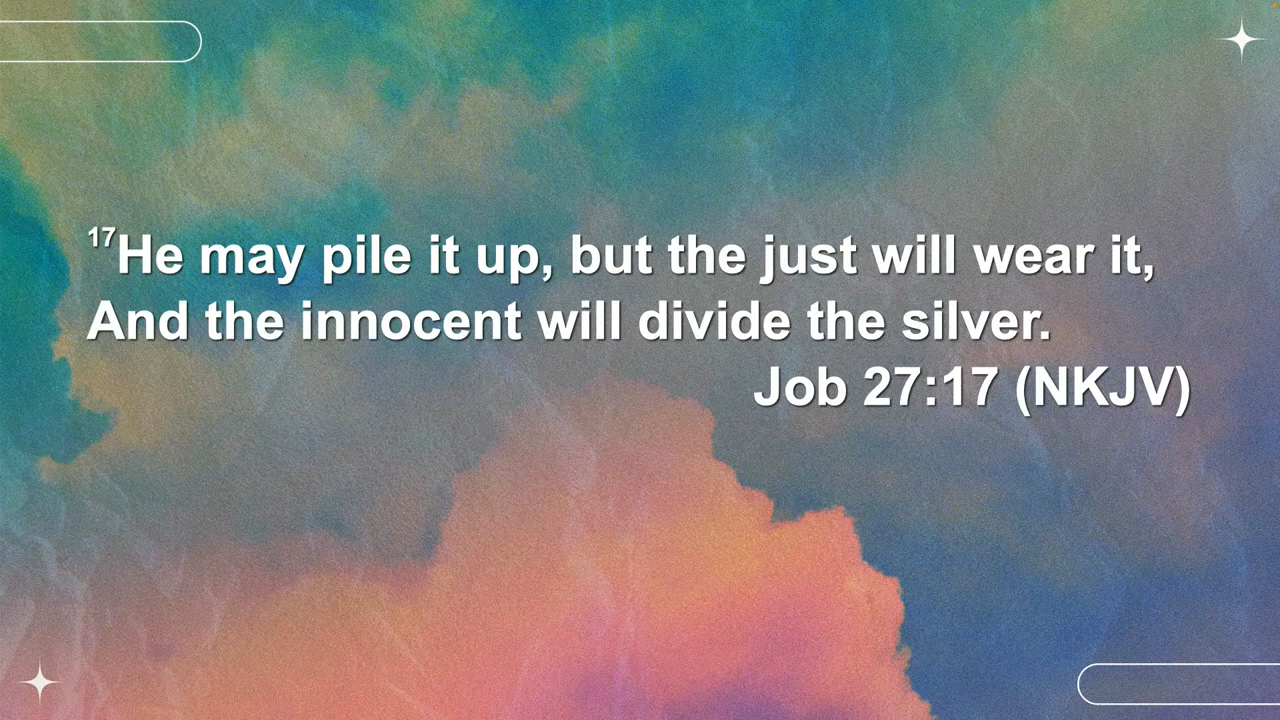 17He may pile it up, but the just will wear it,
And the innocent will divide the silver.
Job 27:17 (NKJV)